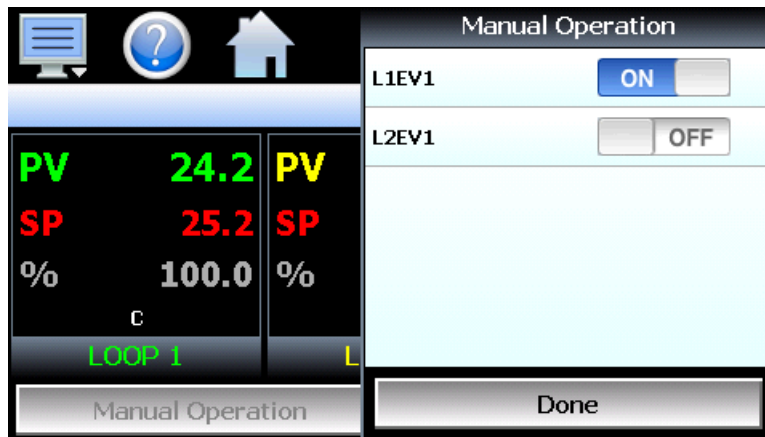 ?
PV 24.2
SP 25.2
% 100.0
C
LOOP 1
PV
SP
%
L
Manual Operation
Manual Operation
L1EV1 ON
L2EV1 OFF
Done